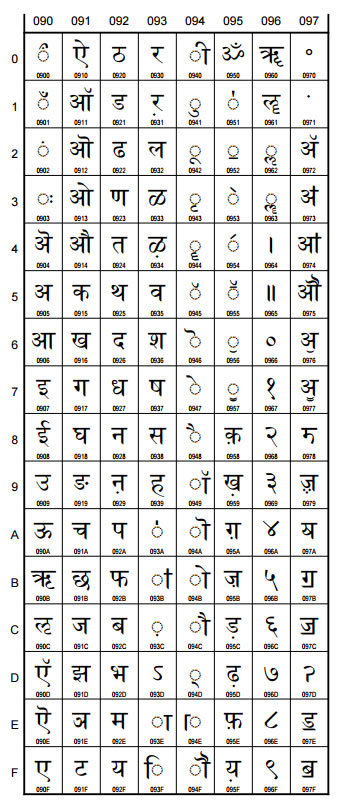 090 091 092 093 094 095 096 097
0 ◌ऀ ऐ ठ र ◌ी ॐ ॠ ॰
0900 0910 0920 0930 0940 0950 0960 0970
1 ◌ँ ऑ ड ऱ ◌ु ◌॑ ॡ ॱ
0901 0911 0921 0931 0941 0951 0961 0971
2 ◌ं ऒ ढ ल ◌ू ◌॒ ◌ॢ ॲ
0902 0912 0922 0932 0942 0952 0962 0972
3 ◌ः ओ ण ळ ◌ृ ◌॓ ◌ॣ ॳ
0903 0913 0923 0933 0943 0953 0963 0973
4 ऄ औ त ऴ ◌ॄ ◌॔ । ॴ
0904 0914 0924 0934 0944 0954 0964 0974
5 अ क थ व ◌ॅ ◌ॕ ॥ ॵ
0905 0915 0925 0935 0945 0955 0965 0975
6 आ ख द श ◌ॆ ◌ॖ ० ॶ
0906 0916 0926 0936 0946 0956 0966 0976
7 इ ग ध ष ◌े ◌ॗ १ ॷ
0907 0917 0927 0937 0947 0957 0967 0977
8 ई घ न स ◌ै क़ २ ॸ
0908 0918 0928 0938 0948 0958 0968 0978
9 उ ङ ऩ ह ◌ॉ ख़ ३ ॹ
0909 0919 0929 0939 0949 0959 0969 0979
A ऊ च प ◌ऺ ◌ॊ ग़ ४ ॺ
090A 091A 092A 093A 094A 095A 096A 097A
B ऋ छ फ ◌ऻ ◌ो ज़ ५ ॻ
090B 091B 092B 093B 094B 095B 096B 097B
C ऌ ज ब ◌़ ◌ौ ड़ ६ ॼ
090C 091C 092C 093C 094C 095C 096C 097C
D ऍ झ भ ऽ ◌् ढ़ ७ ॽ
090D 091D 092D 093D 094D 095D 096D 097D
E ऎ ञ म ◌ा ◌ॎ फ़ ८ ॾ
090E 091E 092E 093E 094E 095E 096E 097E
F ए ट य ◌ि ◌ॏ य़ ९ ॿ
090F 091F 092F 093F 094F 095F 096F 097F